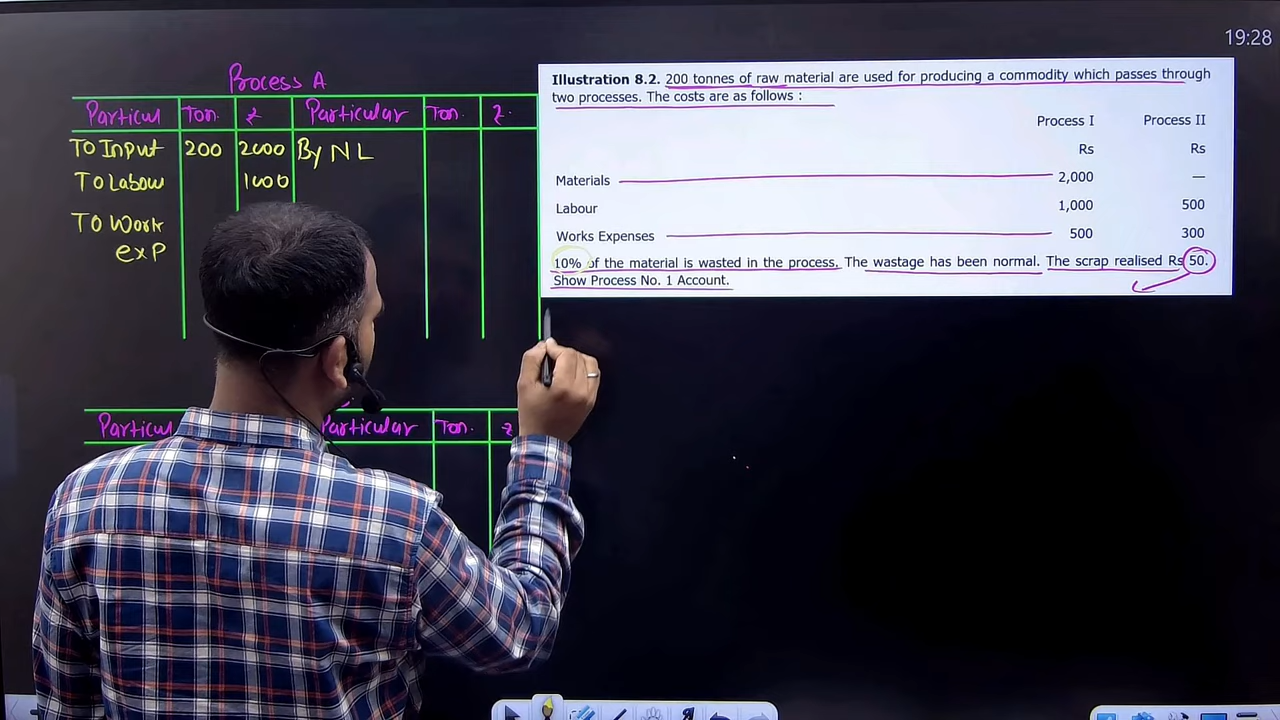 19:28
Process A
Particul Ton. ₹ Particular Ton. ₹.
To Input 200 2000 By N L
To Labou 1000
To Work
exp
Particul Particular Ton. ₹
Illustration 8.2. 200 tonnes of raw material are used for producing a commodity which passes through
two processes. The costs are as follows :
Process I Process II
Rs Rs
Materials 2,000 —
Labour 1,000 500
Works Expenses 500 300
10% of the material is wasted in the process. The wastage has been normal. The scrap realised Rs 50.
Show Process No. 1 Account.